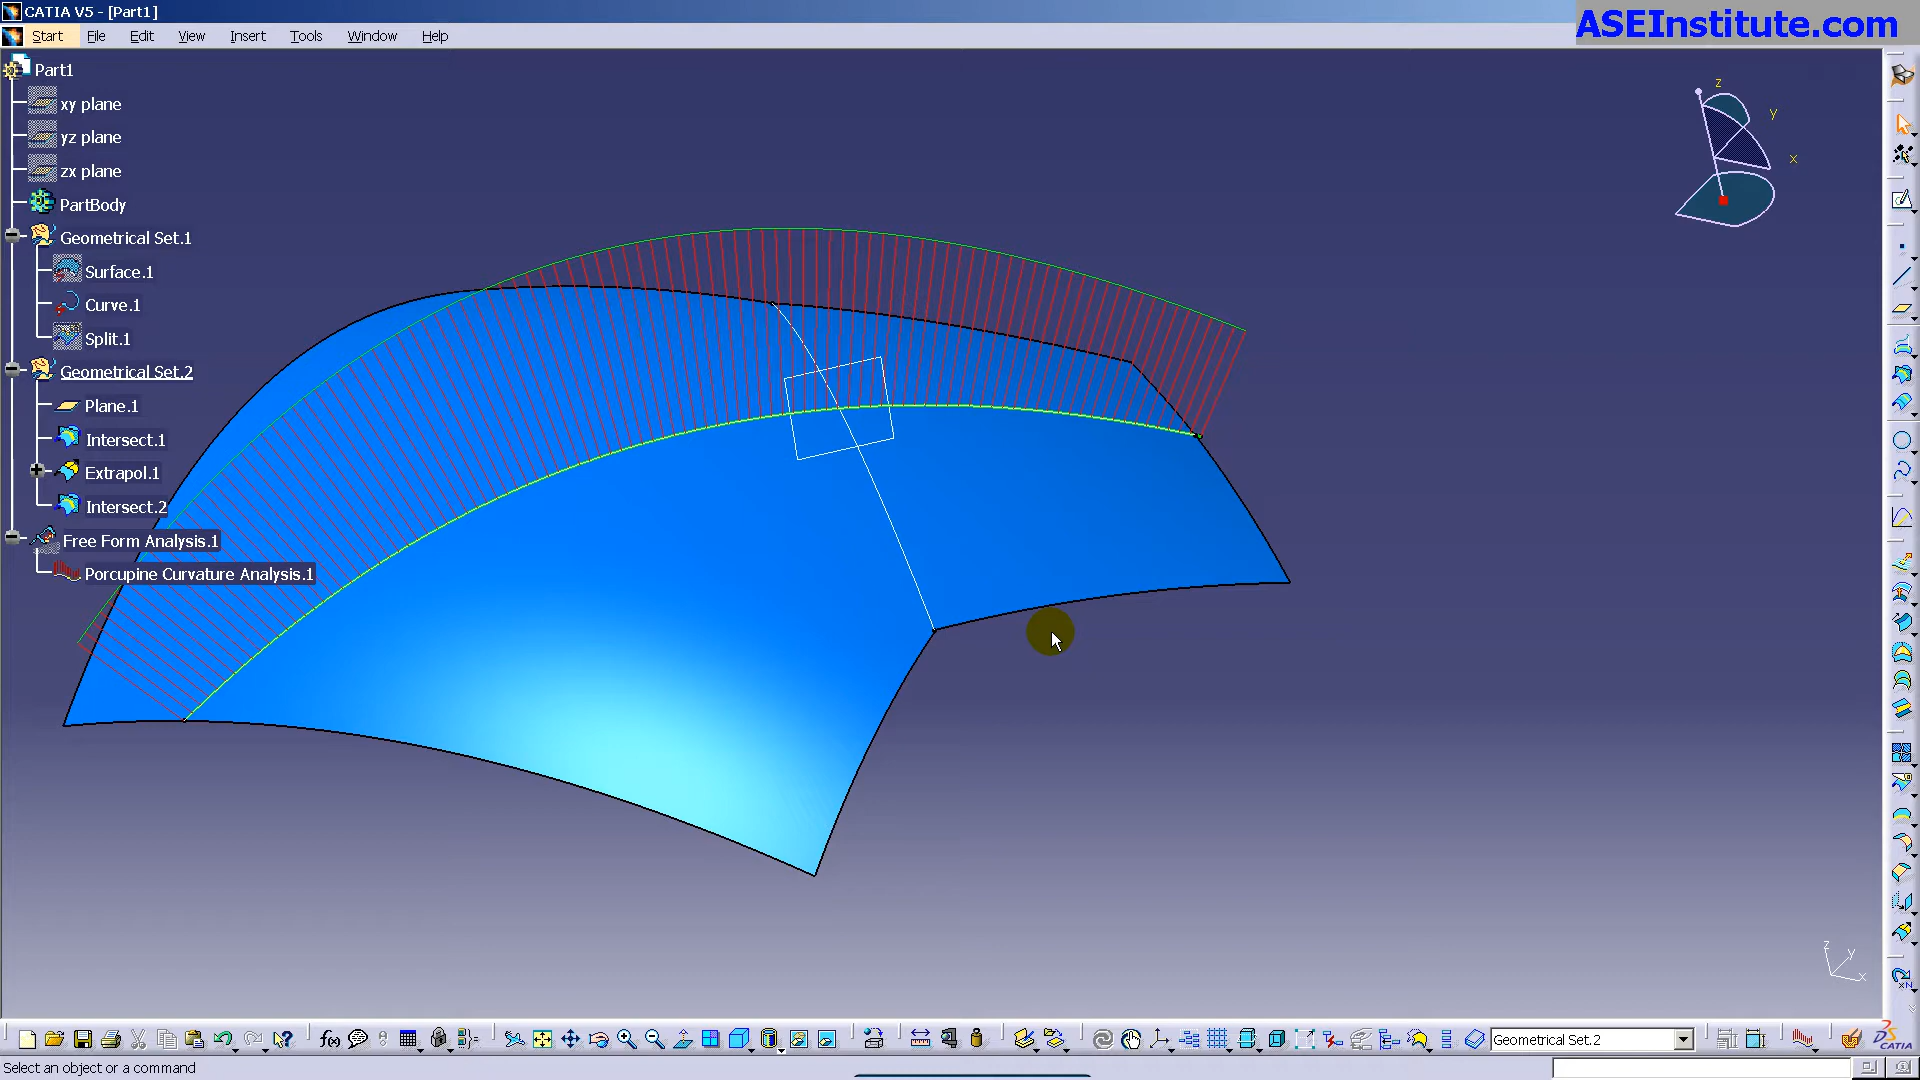 CATIA V5 - [Part1]
ASEInstitute.com
Start File Edit View Insert Tools Window Help
Part1
xy plane
yz plane
zx plane
PartBody
Geometrical Set.1
Surface.1
Curve.1
Split.1
Geometrical Set.2
Plane.1
Intersect.1
Extrapol.1
Intersect.2
Free Form Analysis.1
Porcupine Curvature Analysis.1
z
y
x
z
y
x
f(x)
Geometrical Set.2
CATIA
Select an object or a command